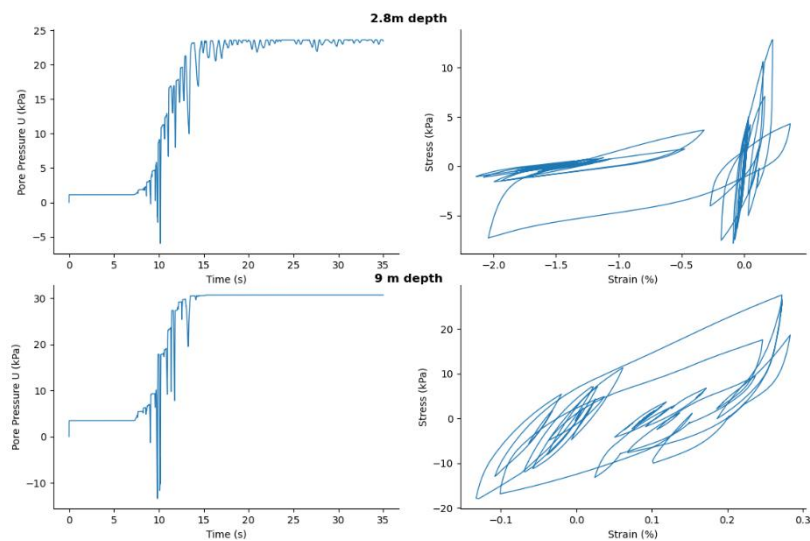 2.8m depth
Pore Pressure U (kPa)
25
20
15
10
5
0
−5
0 5 10 15 20 25 30 35
Time (s)
Stress (kPa)
10
5
0
−5
−2.0 −1.5 −1.0 −0.5 0.0
Strain (%)
9 m depth
Pore Pressure U (kPa)
30
20
10
0
−10
0 5 10 15 20 25 30 35
Time (s)
Stress (kPa)
20
10
0
−10
−20
−0.1 0.0 0.1 0.2 0.3
Strain (%)